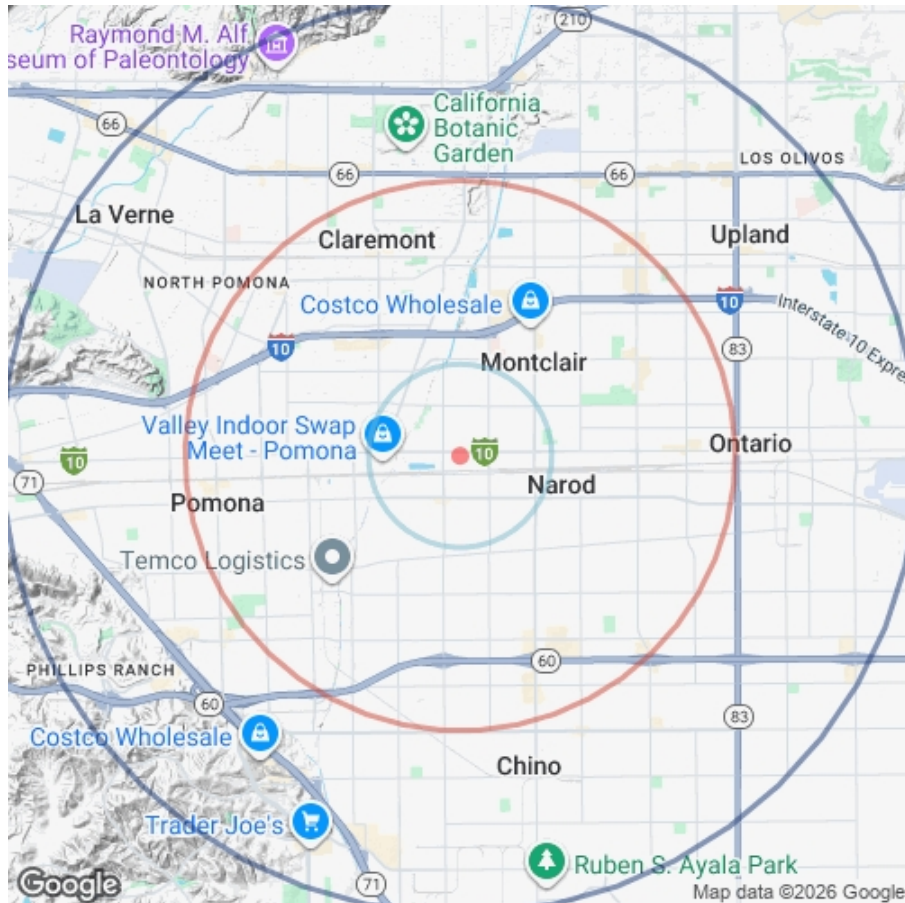 210
Raymond M. Alf
seum of Paleontology
California
Botanic
Garden
66
66
66
LOS OLIVOS
La Verne
Claremont
Upland
NORTH POMONA
Costco Wholesale
10
Interstate 10 Expre
10
83
Montclair
Valley Indoor Swap
Meet - Pomona
10
10
Ontario
71
Narod
Pomona
Temco Logistics
PHILLIPS RANCH
60
60
83
Costco Wholesale
Chino
Trader Joe's
Ruben S. Ayala Park
71
Google
Map data ©2026 Google